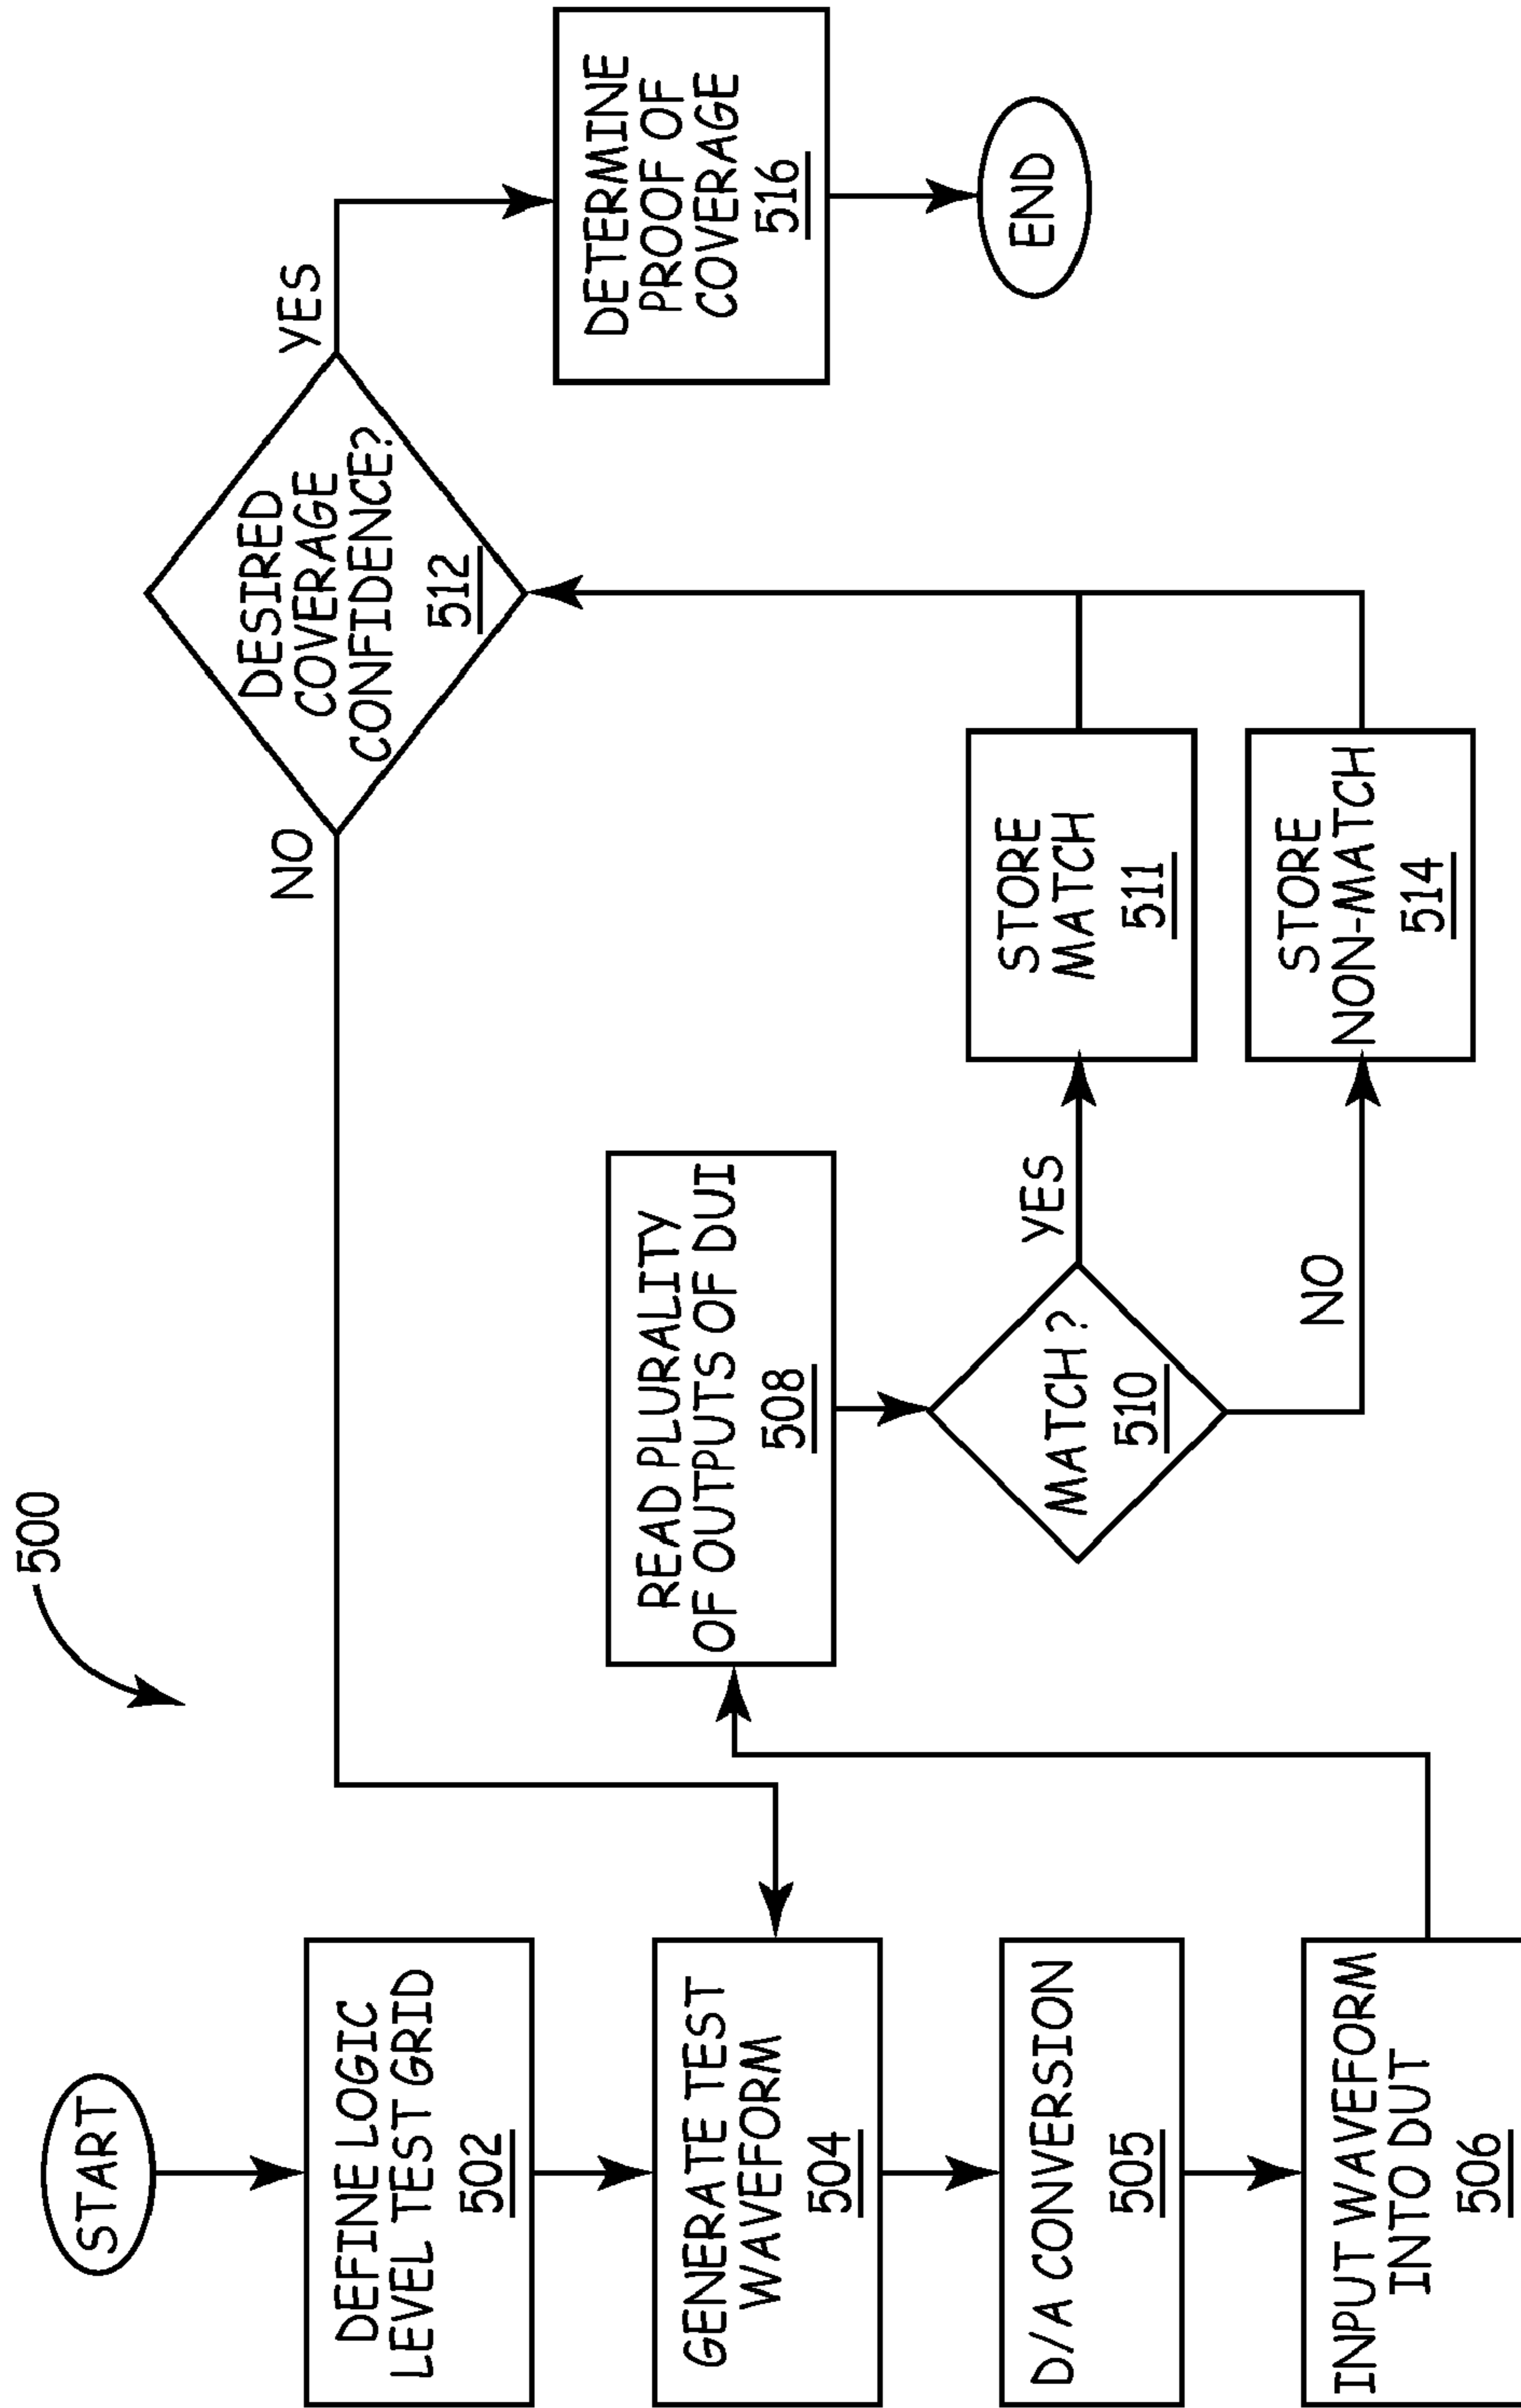 500
START
DEFINE LOGIC
LEVEL TEST GRID
502
GENERATE TEST
WAVEFORM
504
D/A CONVERSION
505
INPUT WAVEFORM
INTO DUT
506
READ PLURALITY
OF OUTPUTS OF DUI
508
MATCH?
510
YES
NO
STORE
MATCH
511
STORE
NON-MATCH
514
DESIRED
COVERAGE
CONFIDENCE?
512
NO
YES
DETERMINE
PROOF OF
COVERAGE
516
END